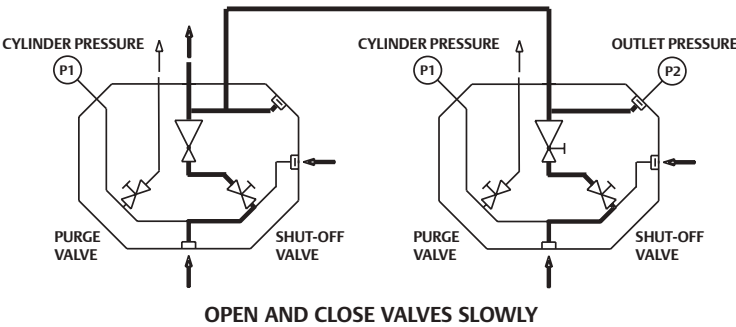 CYLINDER PRESSURE
P1
PURGE
VALVE
SHUT-OFF
VALVE
CYLINDER PRESSURE
P1
OUTLET PRESSURE
P2
PURGE
VALVE
SHUT-OFF
VALVE
OPEN AND CLOSE VALVES SLOWLY